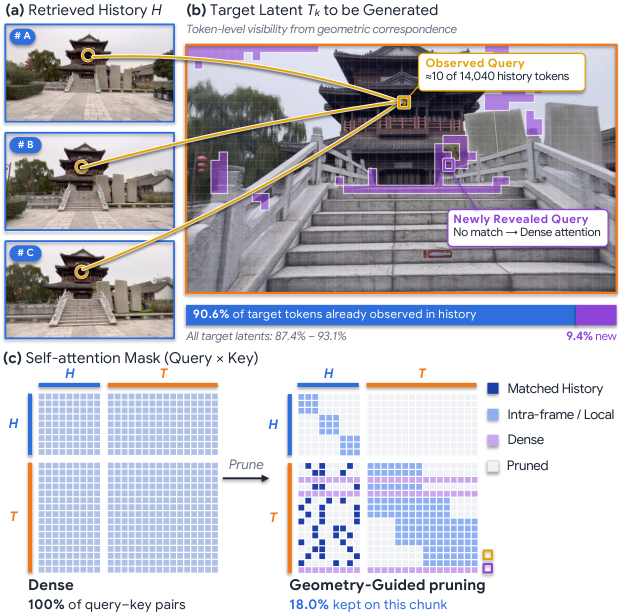 (a) Retrieved History H
(b) Target Latent Tₖ to be Generated
Token-level visibility from geometric correspondence
# A
# B
# C
Observed Query
≈10 of 14,040 history tokens
Newly Revealed Query
No match → Dense attention
90.6% of target tokens already observed in history
All target latents: 87.4% – 93.1%
9.4% new
(c) Self-attention Mask (Query × Key)
H
T
H
T
H
T
H
T
Prune
Matched History
Intra-frame / Local
Dense
Pruned
Dense
100% of query–key pairs
Geometry-Guided pruning
18.0% kept on this chunk